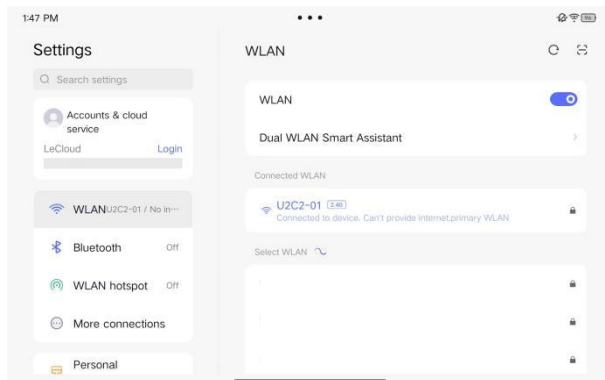 1:47 PM
Settings
Search settings
Accounts & cloud
service
LeCloud Login
WLAN U2C2-01 / No in...
Bluetooth Off
WLAN hotspot Off
More connections
Personal
WLAN
WLAN
Dual WLAN Smart Assistant
Connected WLAN
U2C2-01 2.4G
Connected to device. Can't provide internet,primary WLAN
Select WLAN